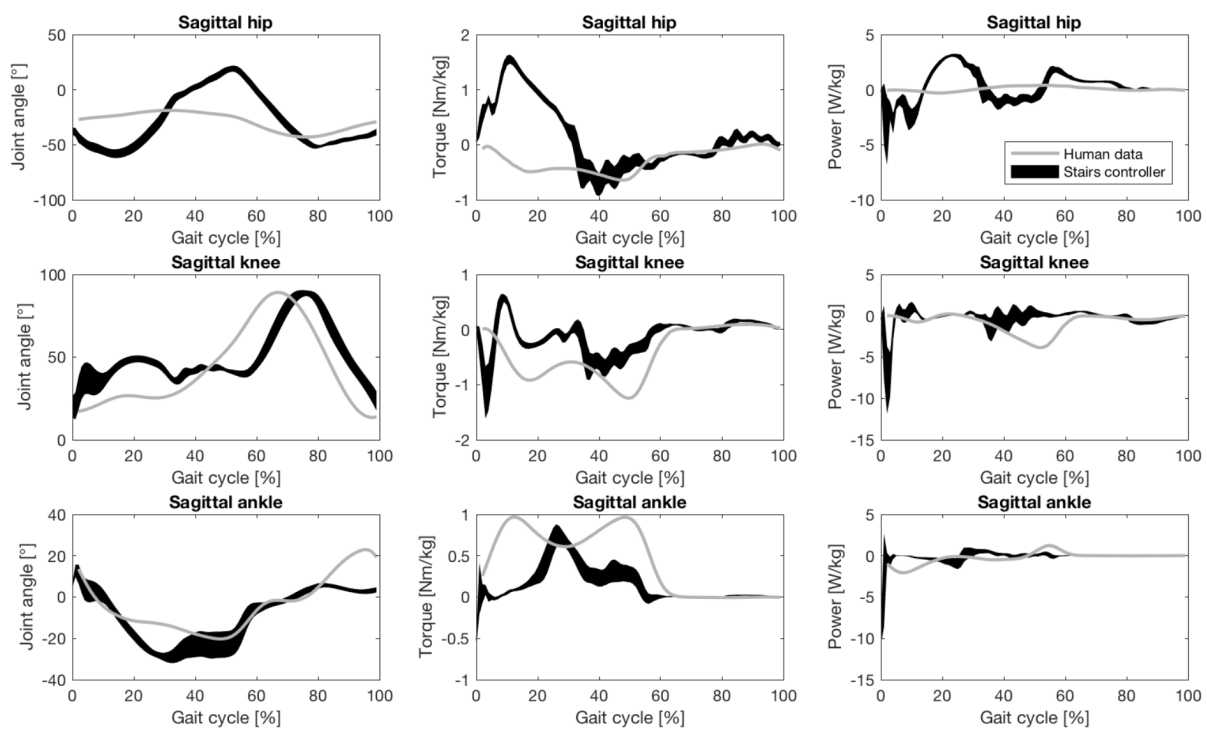 Sagittal hip
Joint angle [°]
50
0
-50
-100
0 20 40 60 80 100
Gait cycle [%]
Sagittal hip
Torque [Nm/kg]
2
1
0
-1
0 20 40 60 80 100
Gait cycle [%]
Sagittal hip
Power [W/kg]
5
0
-5
-10
Human data
Stairs controller
0 20 40 60 80 100
Gait cycle [%]
Sagittal knee
Joint angle [°]
100
50
0
0 20 40 60 80 100
Gait cycle [%]
Sagittal knee
Torque [Nm/kg]
1
0
-1
-2
0 20 40 60 80 100
Gait cycle [%]
Sagittal knee
Power [W/kg]
5
0
-5
-10
-15
0 20 40 60 80 100
Gait cycle [%]
Sagittal ankle
Joint angle [°]
40
20
0
-20
-40
0 20 40 60 80 100
Gait cycle [%]
Sagittal ankle
Torque [Nm/kg]
1
0.5
0
-0.5
-1
0 20 40 60 80 100
Gait cycle [%]
Sagittal ankle
Power [W/kg]
5
0
-5
-10
-15
0 20 40 60 80 100
Gait cycle [%]